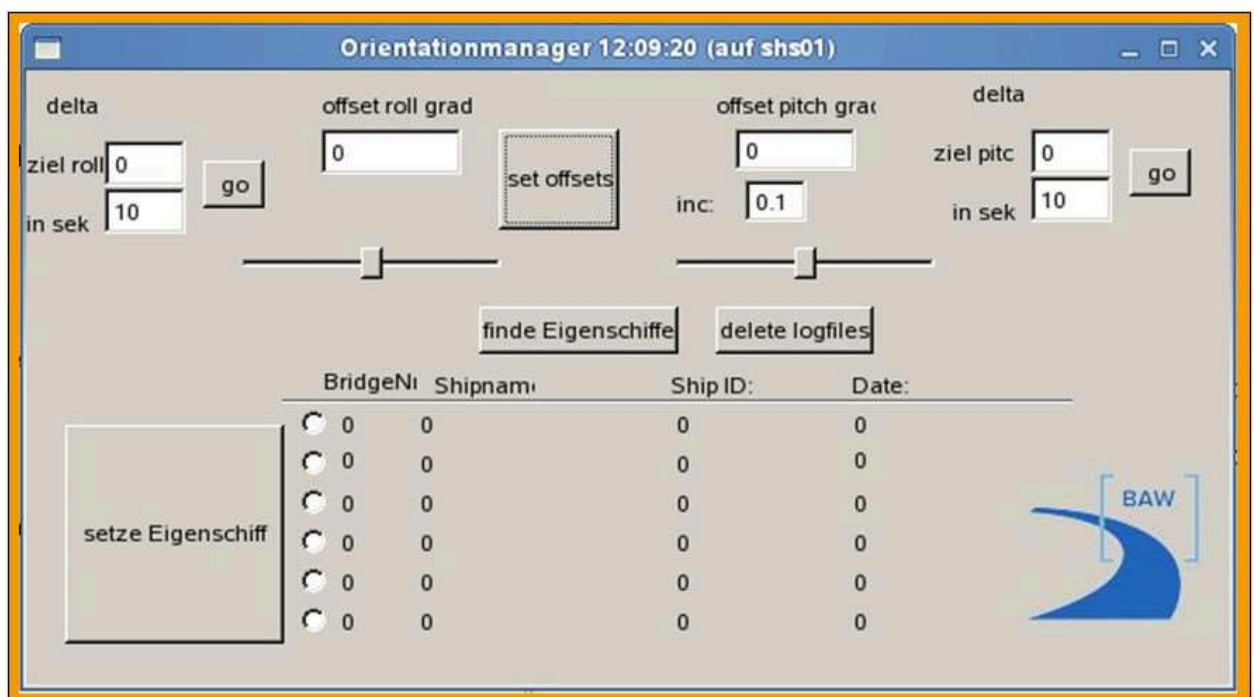 Orientationmanager 12:09:20 (auf shs01)
delta
offset roll grad
offset pitch grac
delta
ziel roll 0
go
0
set offsets
0
ziel pitc 0
go
in sek 10
inc: 0.1
in sek 10
finde Eigenschiffe
delete logfiles
BridgeNı Shipnamı Ship ID: Date:
0 0 0 0
0 0 0 0
0 0 0 0
0 0 0 0
0 0 0 0
0 0 0 0
setze Eigenschiff
BAW